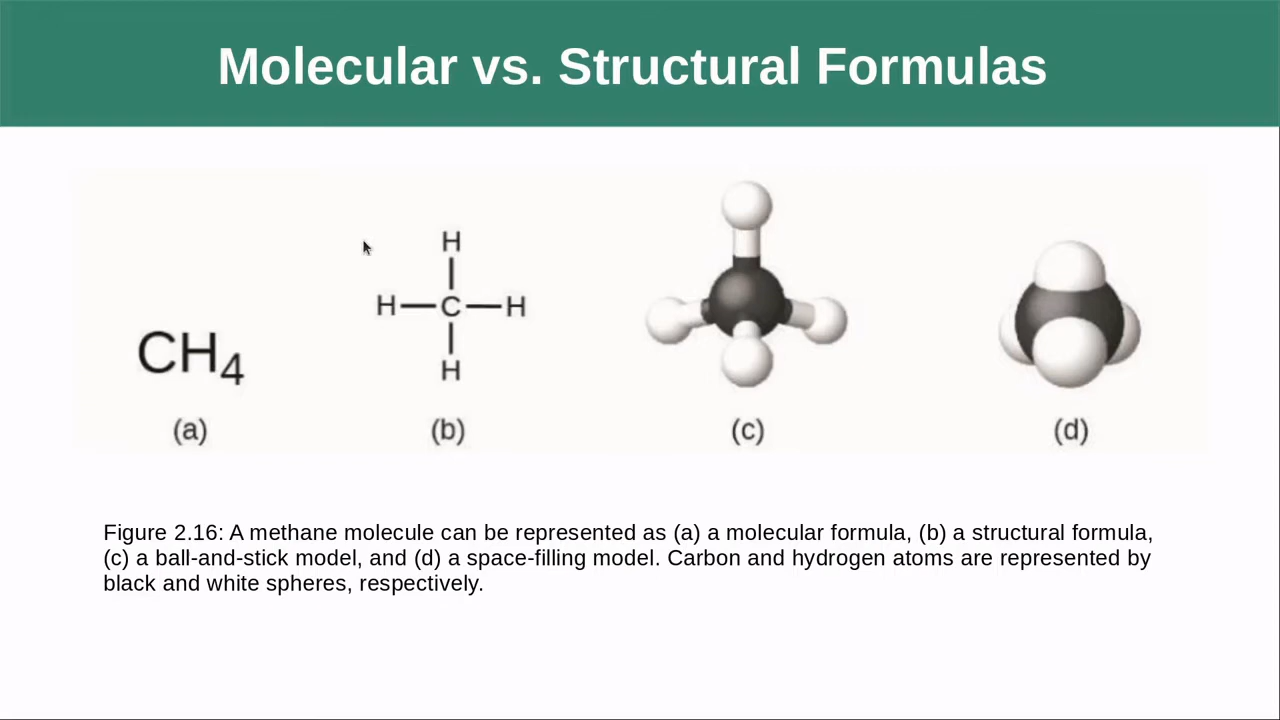 Molecular vs. Structural Formulas
CH4
(a)
H
H—C—H
H
(b)
(c)
(d)
Figure 2.16: A methane molecule can be represented as (a) a molecular formula, (b) a structural formula,
(c) a ball-and-stick model, and (d) a space-filling model. Carbon and hydrogen atoms are represented by
black and white spheres, respectively.